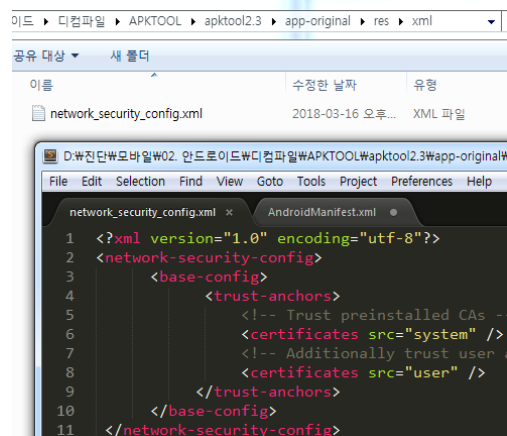 이드 ▸ 디컴파일 ▸ APKTOOL ▸ apktool2.3 ▸ app-original ▸ res ▸ xml
공유 대상 ▼ 새 폴더
이름 수정한 날짜 유형
network_security_config.xml 2018-03-16 오후... XML 파일
D:₩진단₩모바일₩02. 안드로이드₩디컴파일₩APKTOOL₩apktool2.3₩app-original₩
File Edit Selection Find View Goto Tools Project Preferences Help
network_security_config.xml × AndroidManifest.xml ●
1 <?xml version="1.0" encoding="utf-8"?>
2 <network-security-config>
3 <base-config>
4 <trust-anchors>
5 <!-- Trust preinstalled CAs -
6 <certificates src="system" />
7 <!-- Additionally trust user a
8 <certificates src="user" />
9 </trust-anchors>
10 </base-config>
11 </network-security-config>